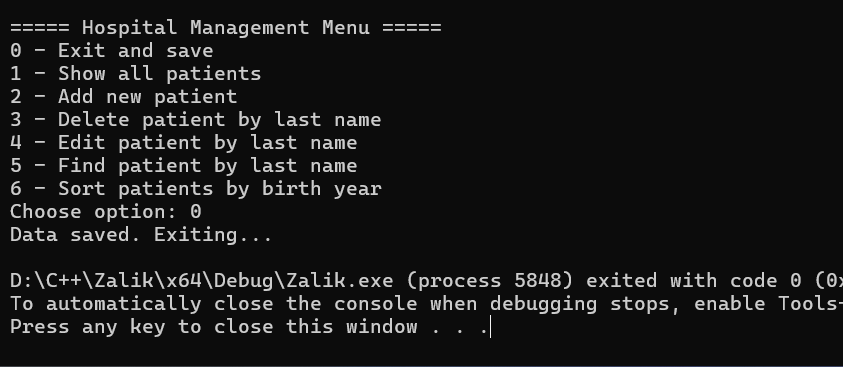 ===== Hospital Management Menu =====
0 - Exit and save
1 - Show all patients
2 - Add new patient
3 - Delete patient by last name
4 - Edit patient by last name
5 - Find patient by last name
6 - Sort patients by birth year
Choose option: 0
Data saved. Exiting...
D:\C++\Zalik\x64\Debug\Zalik.exe (process 5848) exited with code 0 (0x
To automatically close the console when debugging stops, enable Tools-
Press any key to close this window . . .